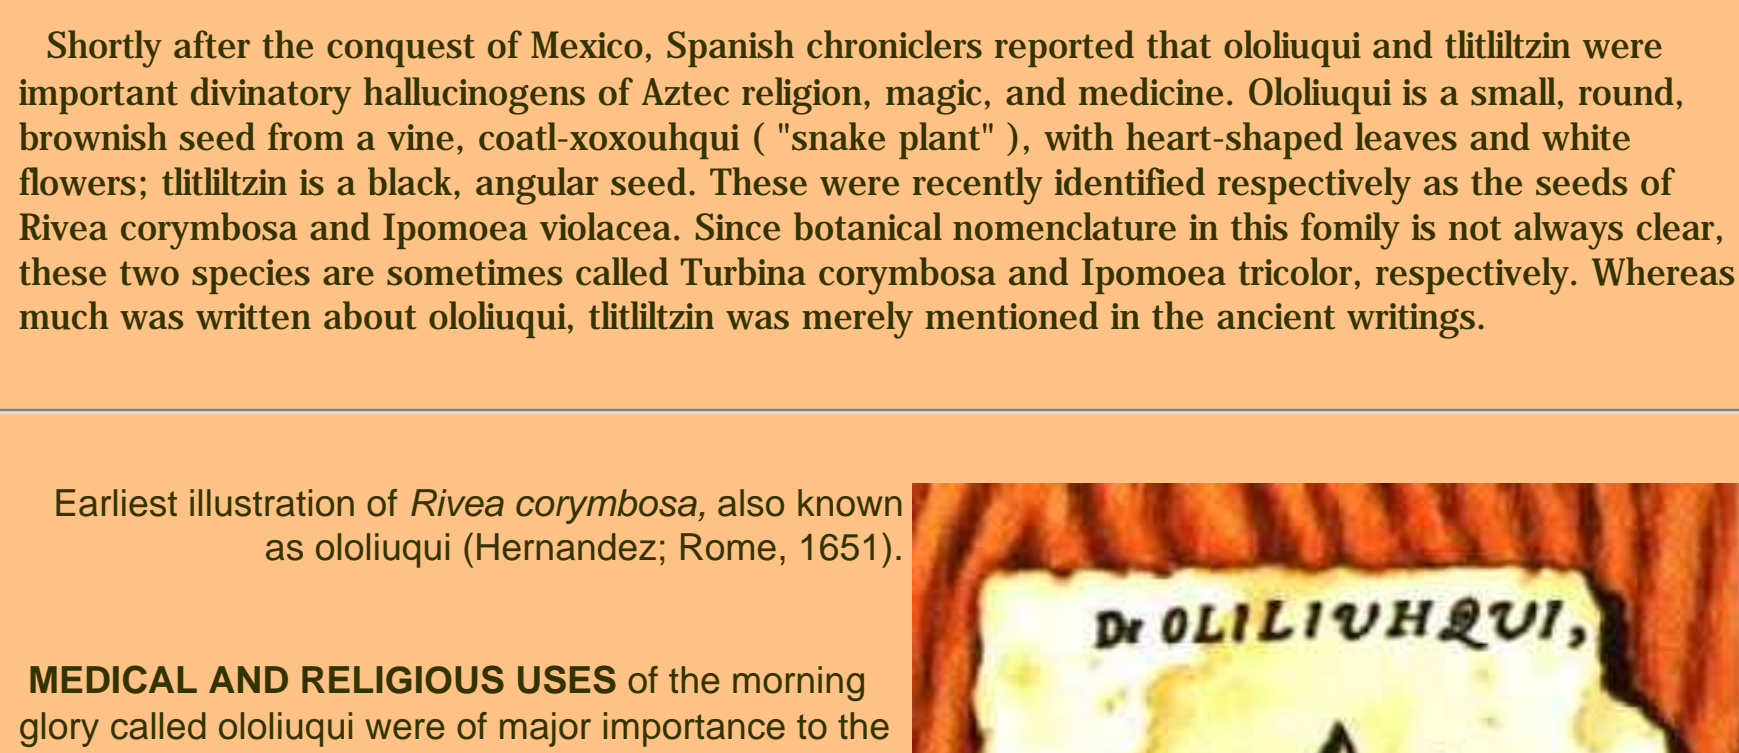 Shortly after the conquest of Mexico, Spanish chroniclers reported that ololiuqui and tlitliltzin were
important divinatory hallucinogens of Aztec religion, magic, and medicine. Ololiuqui is a small, round,
brownish seed from a vine, coatl-xoxouhqui ( "snake plant" ), with heart-shaped leaves and white
flowers; tlitliltzin is a black, angular seed. These were recently identified respectively as the seeds of
Rivea corymbosa and Ipomoea violacea. Since botanical nomenclature in this fomily is not always clear,
these two species are sometimes called Turbina corymbosa and Ipomoea tricolor, respectively. Whereas
much was written about ololiuqui, tlitliltzin was merely mentioned in the ancient writings.
Earliest illustration of Rivea corymbosa, also known
as ololiuqui (Hernandez; Rome, 1651).
De OLILIUHQUI,
MEDICAL AND RELIGIOUS USES of the morning
glory called ololiuqui were of major importance to the